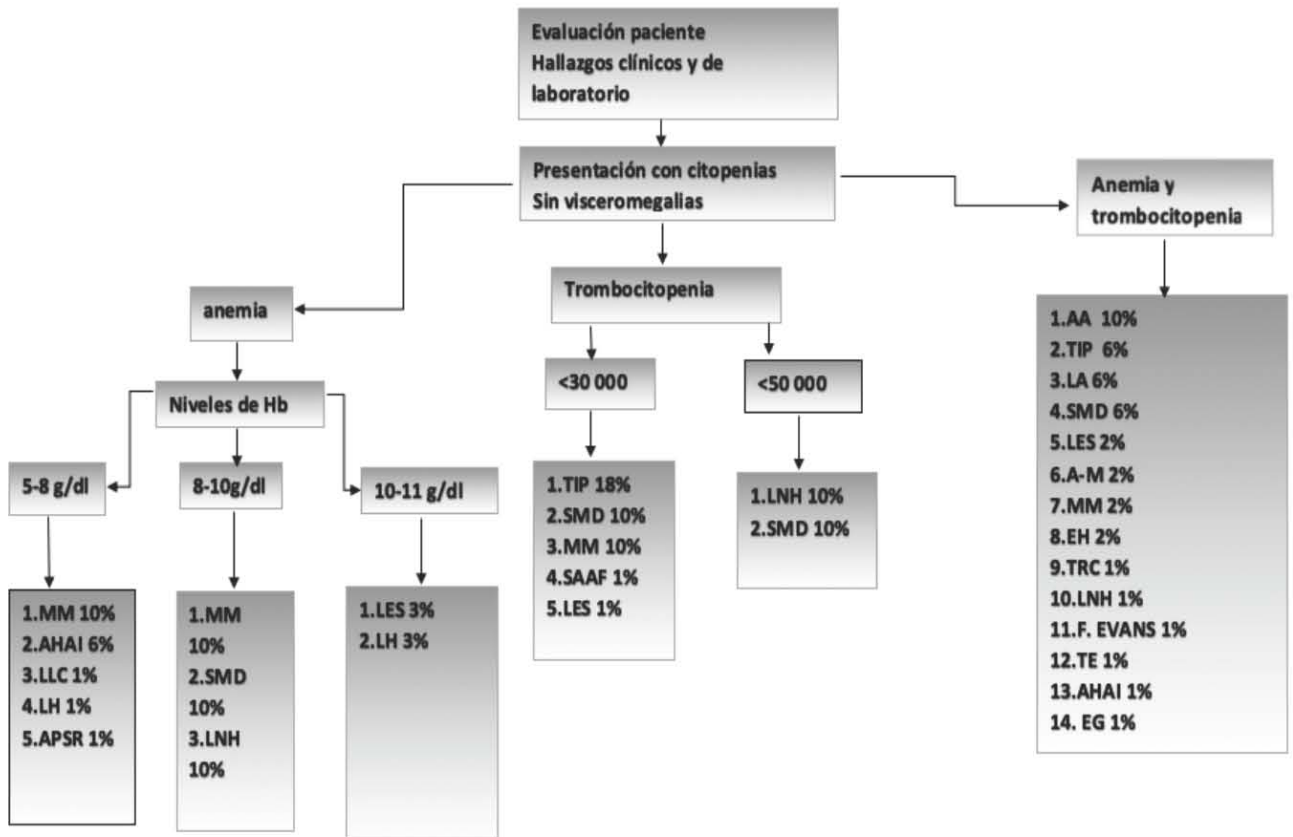 Evaluación paciente
Hallazgos clínicos y de
laboratorio
Presentación con citopenias
Sin visceromegalias
Anemia y
trombocitopenia
anemia
Trombocitopenia
Niveles de Hb
<30 000
<50 000
5-8 g/dl
8-10g/dl
10-11 g/dl
1.MM 10%
2.AHAI 6%
3.LLC 1%
4.LH 1%
5.APSR 1%
1.MM
10%
2.SMD
10%
3.LNH
10%
1.LES 3%
2.LH 3%
1.TIP 18%
2.SMD 10%
3.MM 10%
4.SAAF 1%
5.LES 1%
1.LNH 10%
2.SMD 10%
1.AA 10%
2.TIP 6%
3.LA 6%
4.SMD 6%
5.LES 2%
6.A-M 2%
7.MM 2%
8.EH 2%
9.TRC 1%
10.LNH 1%
11.F. EVANS 1%
12.TE 1%
13.AHAI 1%
14. EG 1%